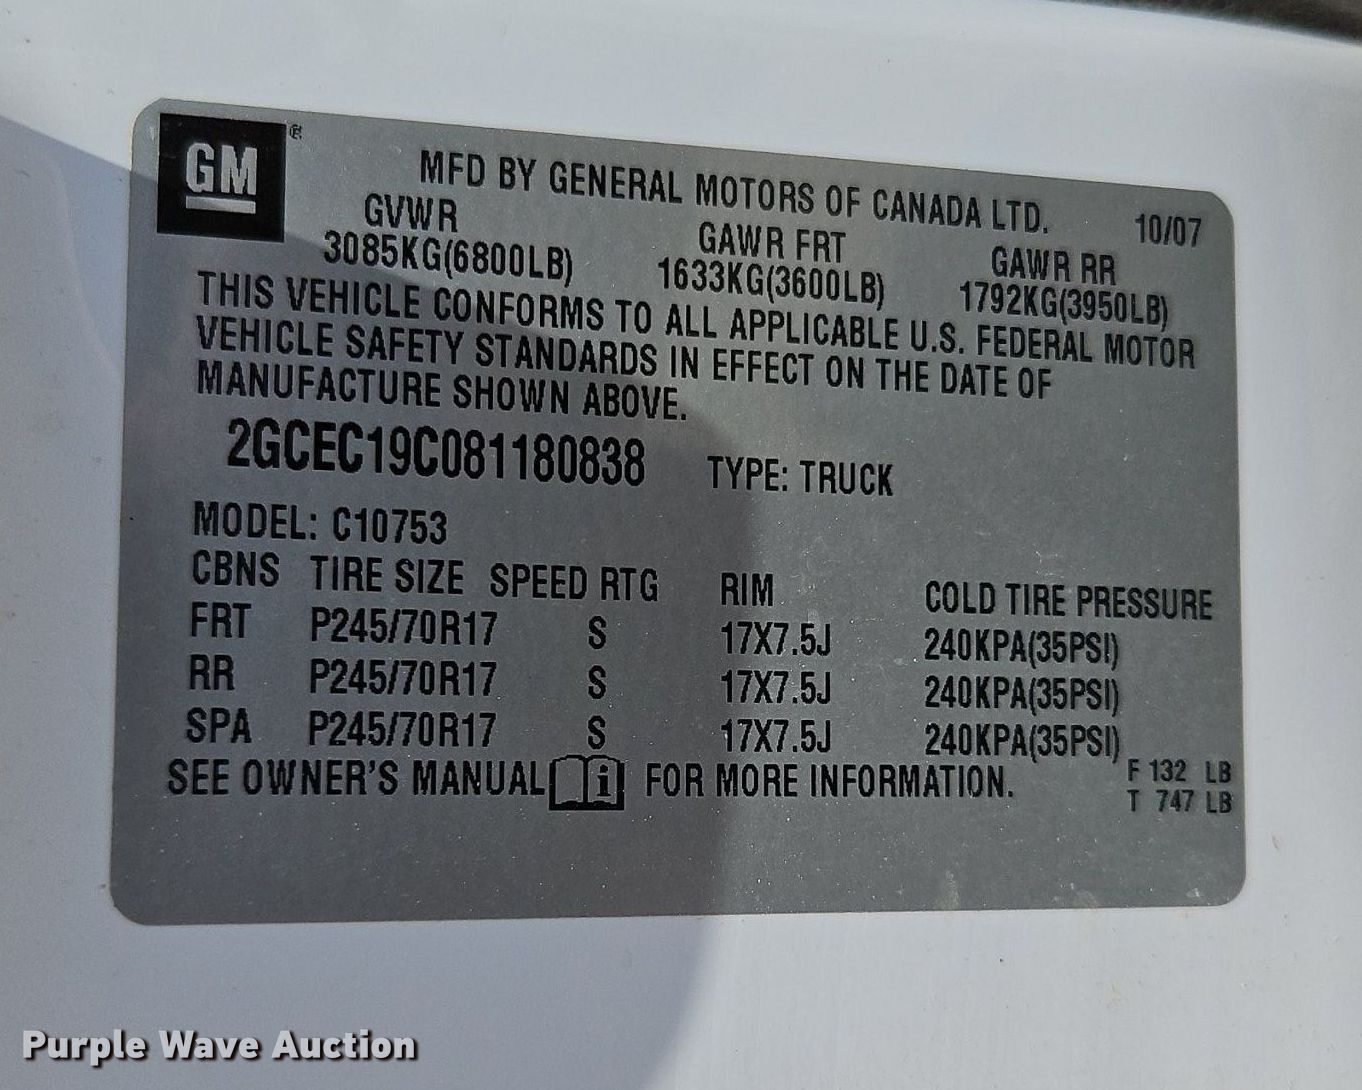 GM®
MFD BY GENERAL MOTORS OF CANADA LTD. 10/07
GVWR GAWR FRT GAWR RR
3085KG(6800LB) 1633KG(3600LB) 1792KG(3950LB)
THIS VEHICLE CONFORMS TO ALL APPLICABLE U.S. FEDERAL MOTOR
VEHICLE SAFETY STANDARDS IN EFFECT ON THE DATE OF
MANUFACTURE SHOWN ABOVE.
2GCEC19C081180838 TYPE: TRUCK
MODEL: C10753
CBNS TIRE SIZE SPEED RTG RIM COLD TIRE PRESSURE
FRT P245/70R17 S 17X7.5J 240KPA(35PSI)
RR P245/70R17 S 17X7.5J 240KPA(35PSI)
SPA P245/70R17 S 17X7.5J 240KPA(35PSI)
SEE OWNER'S MANUAL i FOR MORE INFORMATION.
F 132 LB
T 747 LB
Purple Wave Auction